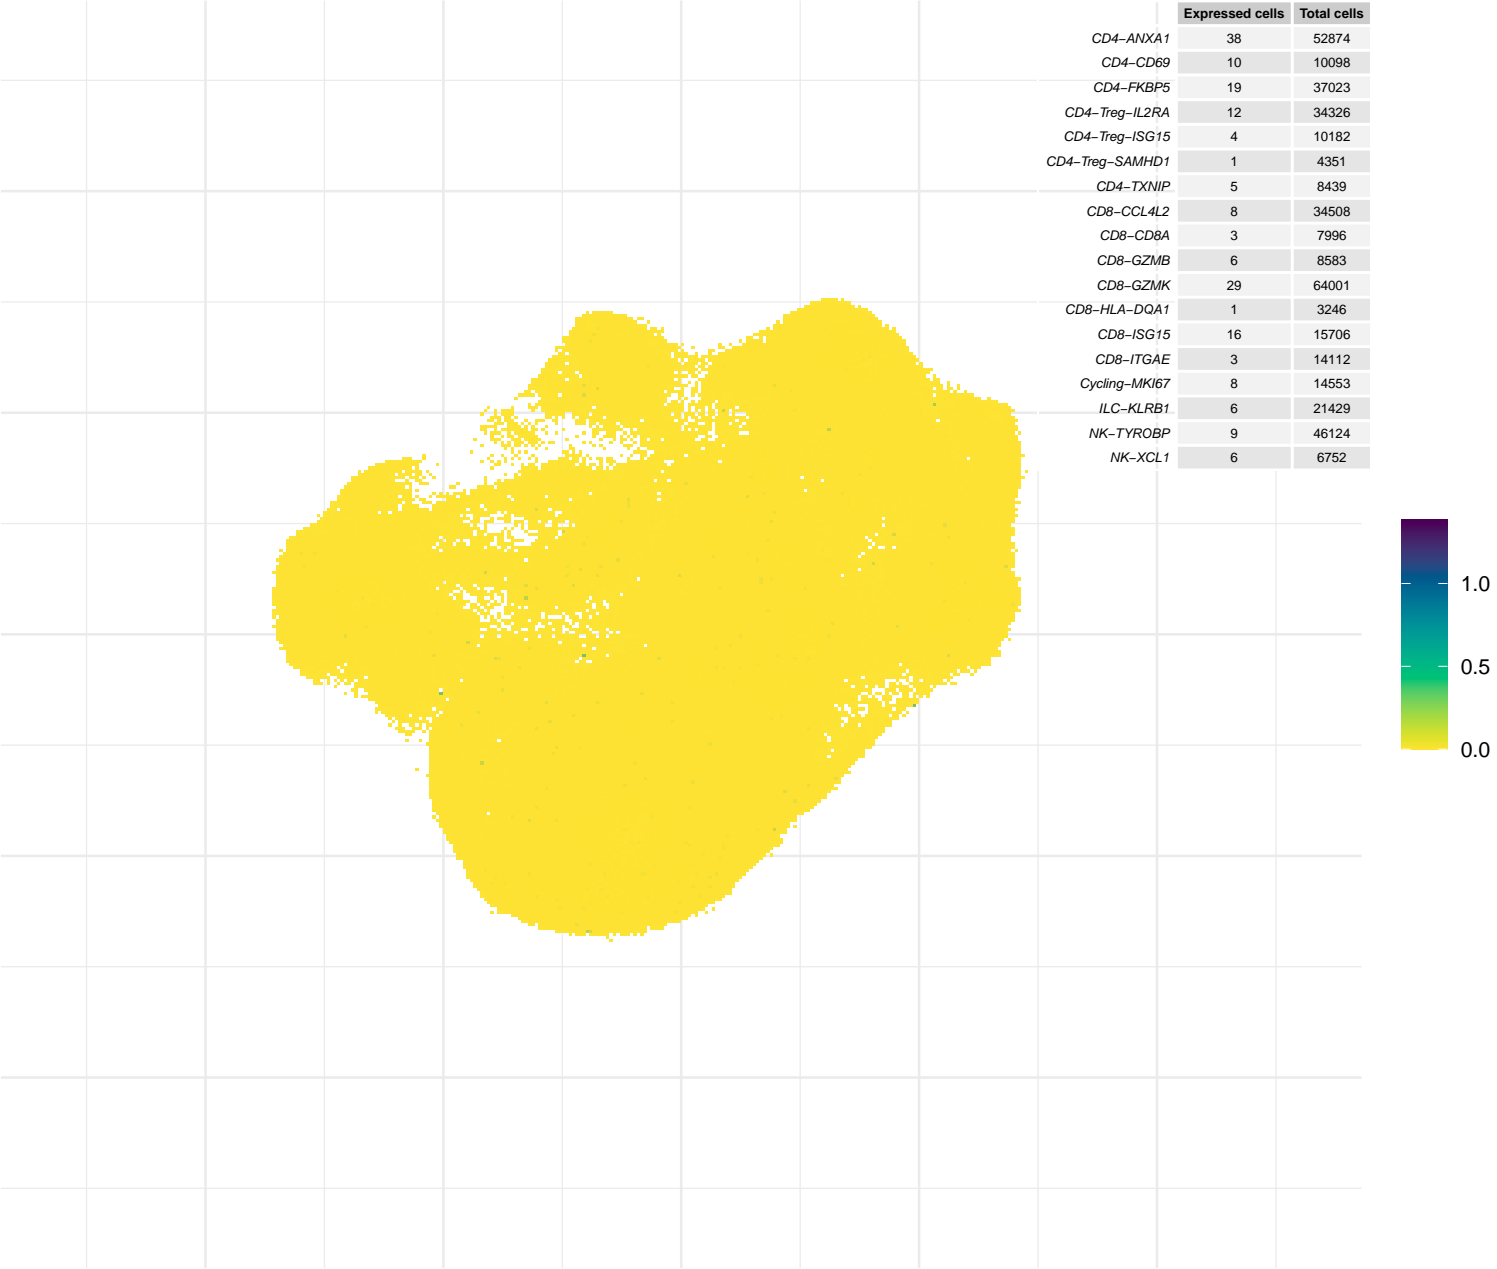 Expressed cells Total cells
CD4−ANXA1 38 52874
CD4−CD69 10 10098
CD4−FKBP5 19 37023
CD4−Treg−IL2RA 12 34326
CD4−Treg−ISG15 4 10182
CD4−Treg−SAMHD1 1 4351
CD4−TXNIP 5 8439
CD8−CCL4L2 8 34508
CD8−CD8A 3 7996
CD8−GZMB 6 8583
CD8−GZMK 29 64001
CD8−HLA−DQA1 1 3246
CD8−ISG15 16 15706
CD8−ITGAE 3 14112
Cycling−MKI67 8 14553
ILC−KLRB1 6 21429
NK−TYROBP 9 46124
NK−XCL1 6 6752
1.0
0.5
0.0